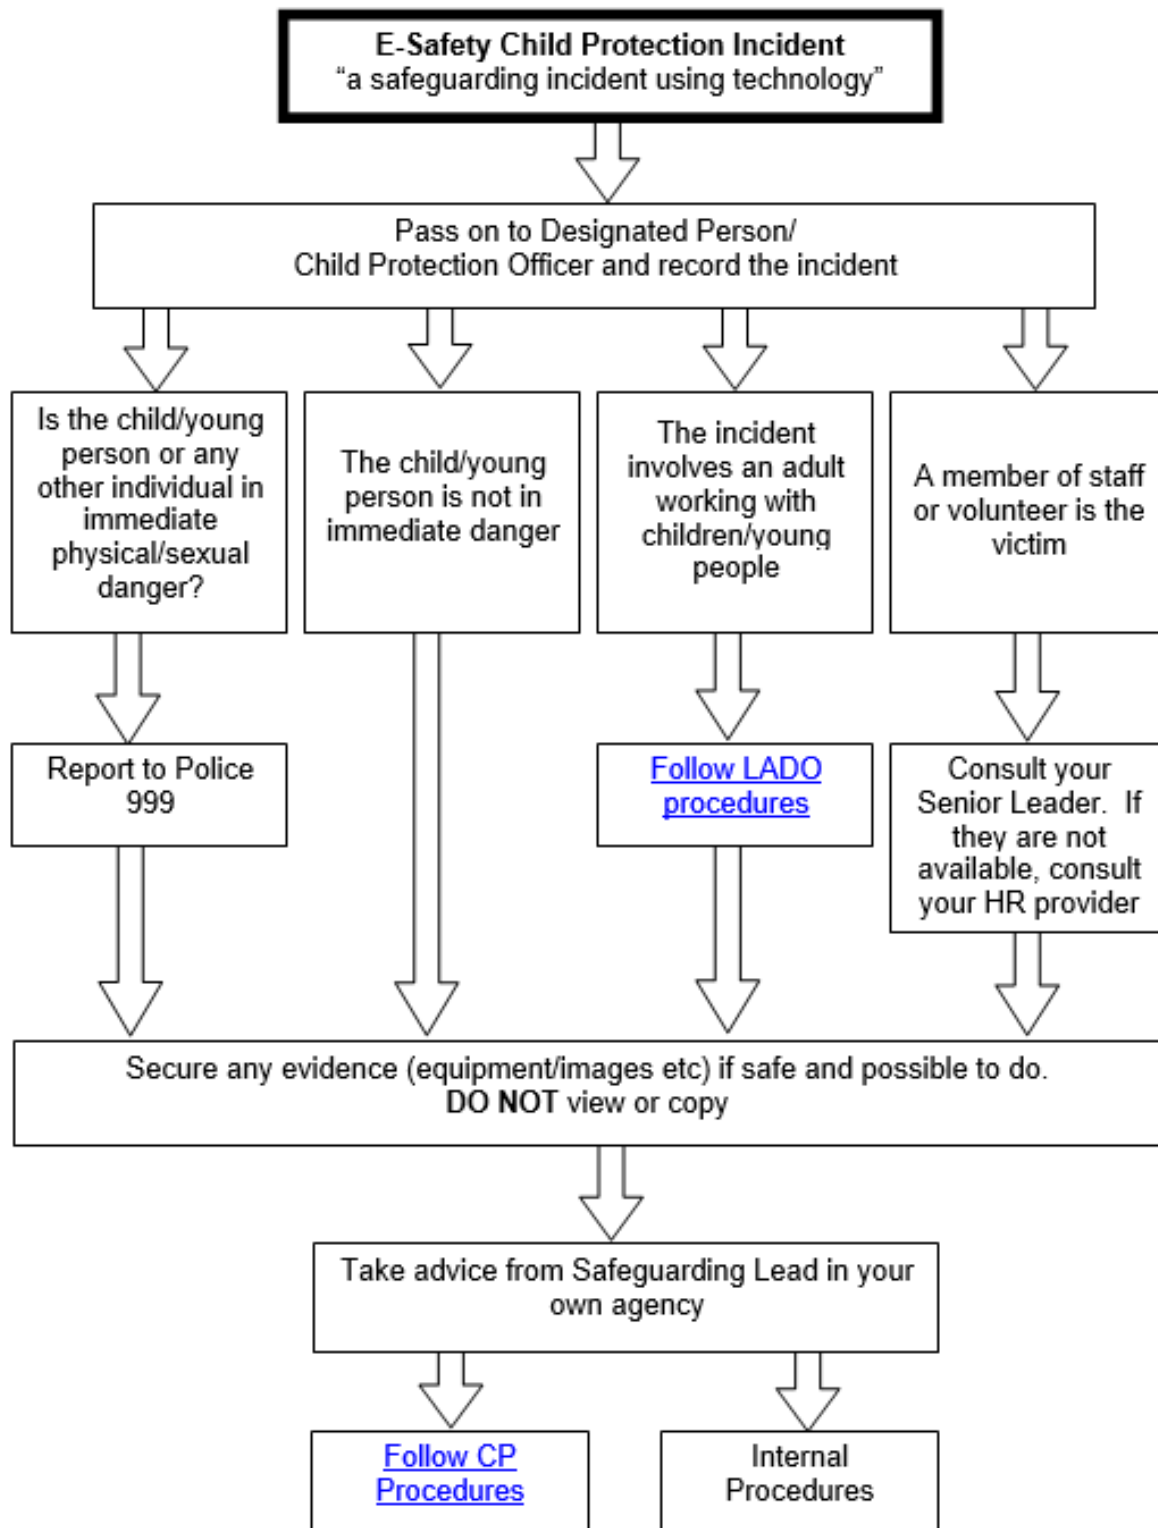 E-Safety Child Protection Incident
“a safeguarding incident using technology”
Pass on to Designated Person/
Child Protection Officer and record the incident
Is the child/young
person or any
other individual in
immediate
physical/sexual
danger?
The child/young
person is not in
immediate danger
The incident
involves an adult
working with
children/young
people
A member of staff
or volunteer is the
victim
Report to Police
999
Follow LADO
procedures
Consult your
Senior Leader.  If
they are not
available, consult
your HR provider
Secure any evidence (equipment/images etc) if safe and possible to do.
DO NOT view or copy
Take advice from Safeguarding Lead in your
own agency
Follow CP
Procedures
Internal
Procedures